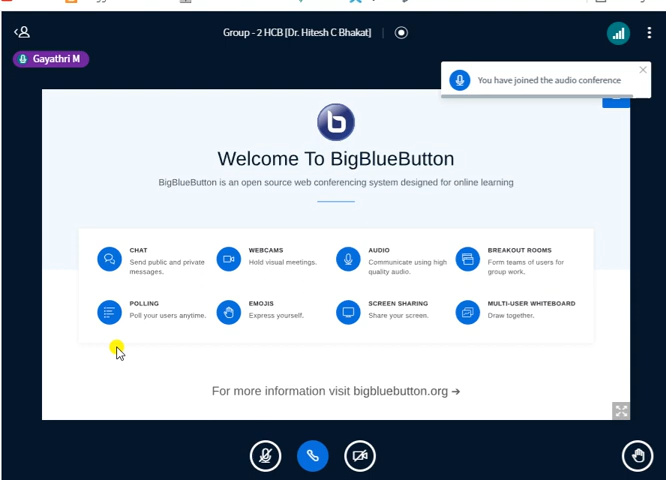 Group - 2 HCB [Dr. Hitesh C Bhakat]
Gayathri M
You have joined the audio conference
b
Welcome To BigBlueButton
BigBlueButton is an open source web conferencing system designed for online learning
CHAT
Send public and private
messages.
WEBCAMS
Hold visual meetings.
AUDIO
Communicate using high
quality audio.
BREAKOUT ROOMS
Form teams of users for
group work.
POLLING
Poll your users anytime.
EMOJIS
Express yourself.
SCREEN SHARING
Share your screen.
MULTI-USER WHITEBOARD
Draw together.
For more information visit bigbluebutton.org →